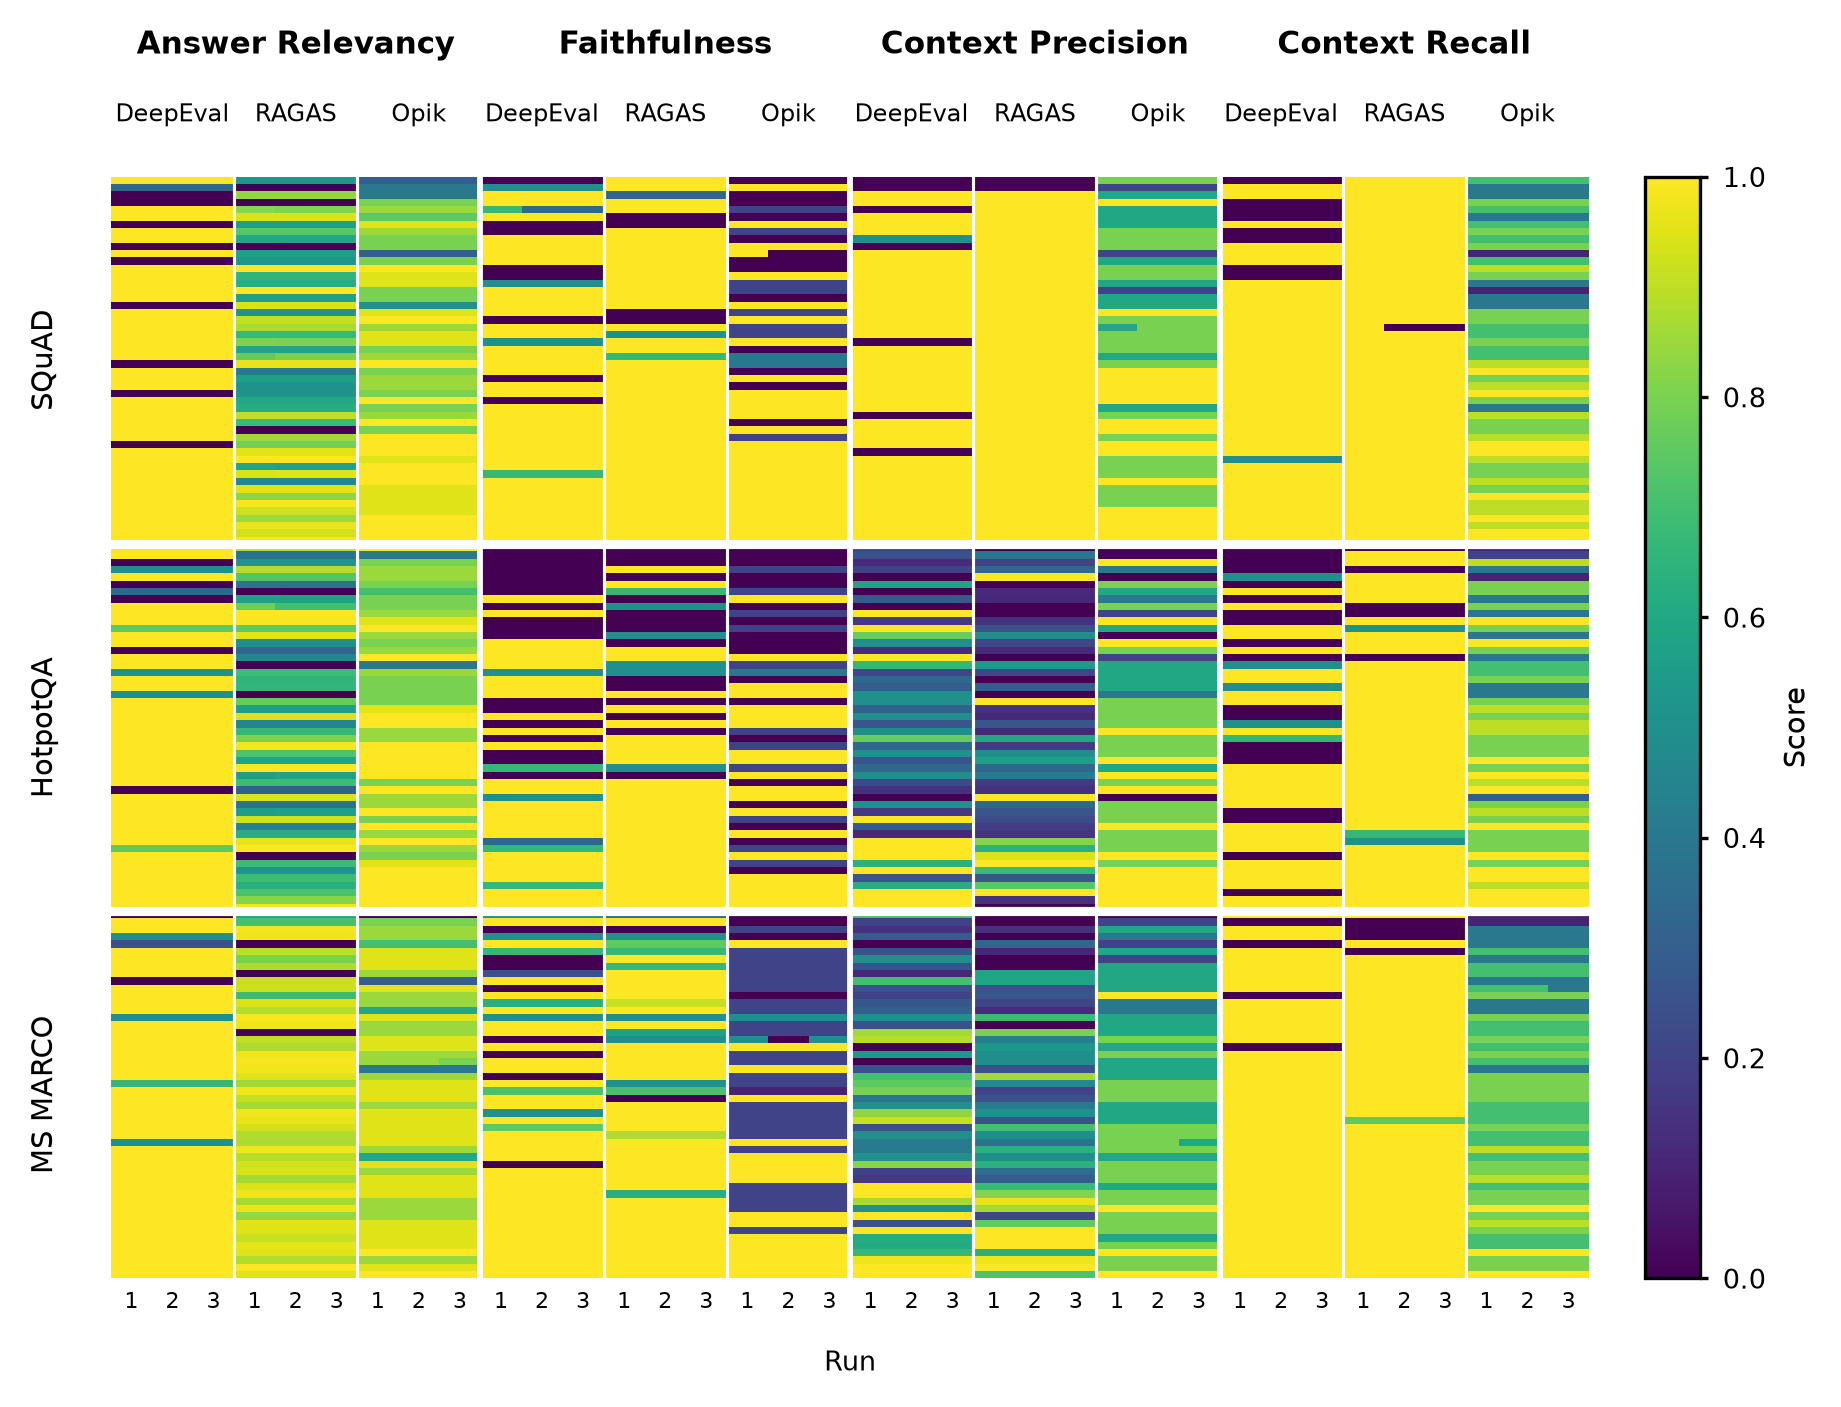 Answer Relevancy Faithfulness Context Precision Context Recall
DeepEval RAGAS Opik DeepEval RAGAS Opik DeepEval RAGAS Opik DeepEval RAGAS Opik
SQuAD
HotpotQA
MS MARCO
1 2 3 1 2 3 1 2 3 1 2 3 1 2 3 1 2 3 1 2 3 1 2 3 1 2 3 1 2 3 1 2 3 1 2 3
Run
1.0
0.8
0.6
0.4
0.2
0.0
Score